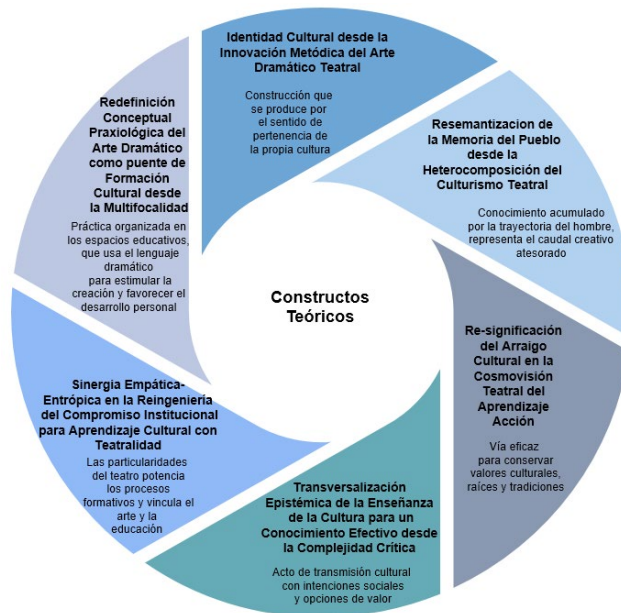 Identidad Cultural desde la
Innovación Metódica del Arte
Dramático Teatral
Construcción que
se produce por
el sentido de
pertenencia de
la propia cultura
Resemantizacion de
la Memoria del Pueblo
desde la
Heterocomposición del
Culturismo Teatral
Conocimiento acumulado
por la trayectoria del hombre,
representa el caudal creativo
atesorado
Re-significación
del Arraigo
Cultural en la
Cosmovisión
Teatral del
Aprendizaje
Acción
Vía eficaz
para conservar
valores culturales,
raíces y tradiciones
Transversalización
Epistémica de la Enseñanza
de la Cultura para un
Conocimiento Efectivo desde
la Complejidad Crítica
Acto de transmisión cultural
con intenciones sociales
y opciones de valor
Sinergia Empática-
Entrópica en la Reingeniería
del Compromiso Institucional
para Aprendizaje Cultural con
Teatralidad
Las particularidades
del teatro potencia
los procesos
formativos y vincula el
arte y la
educación
Redefinición
Conceptual
Praxiológica del
Arte Dramático
como puente de
Formación
Cultural desde
la Multifocalidad
Práctica organizada en
los espacios educativos,
que usa el lenguaje
dramático
para estimular la
creación y favorecer el
desarrollo personal
Constructos
Teóricos